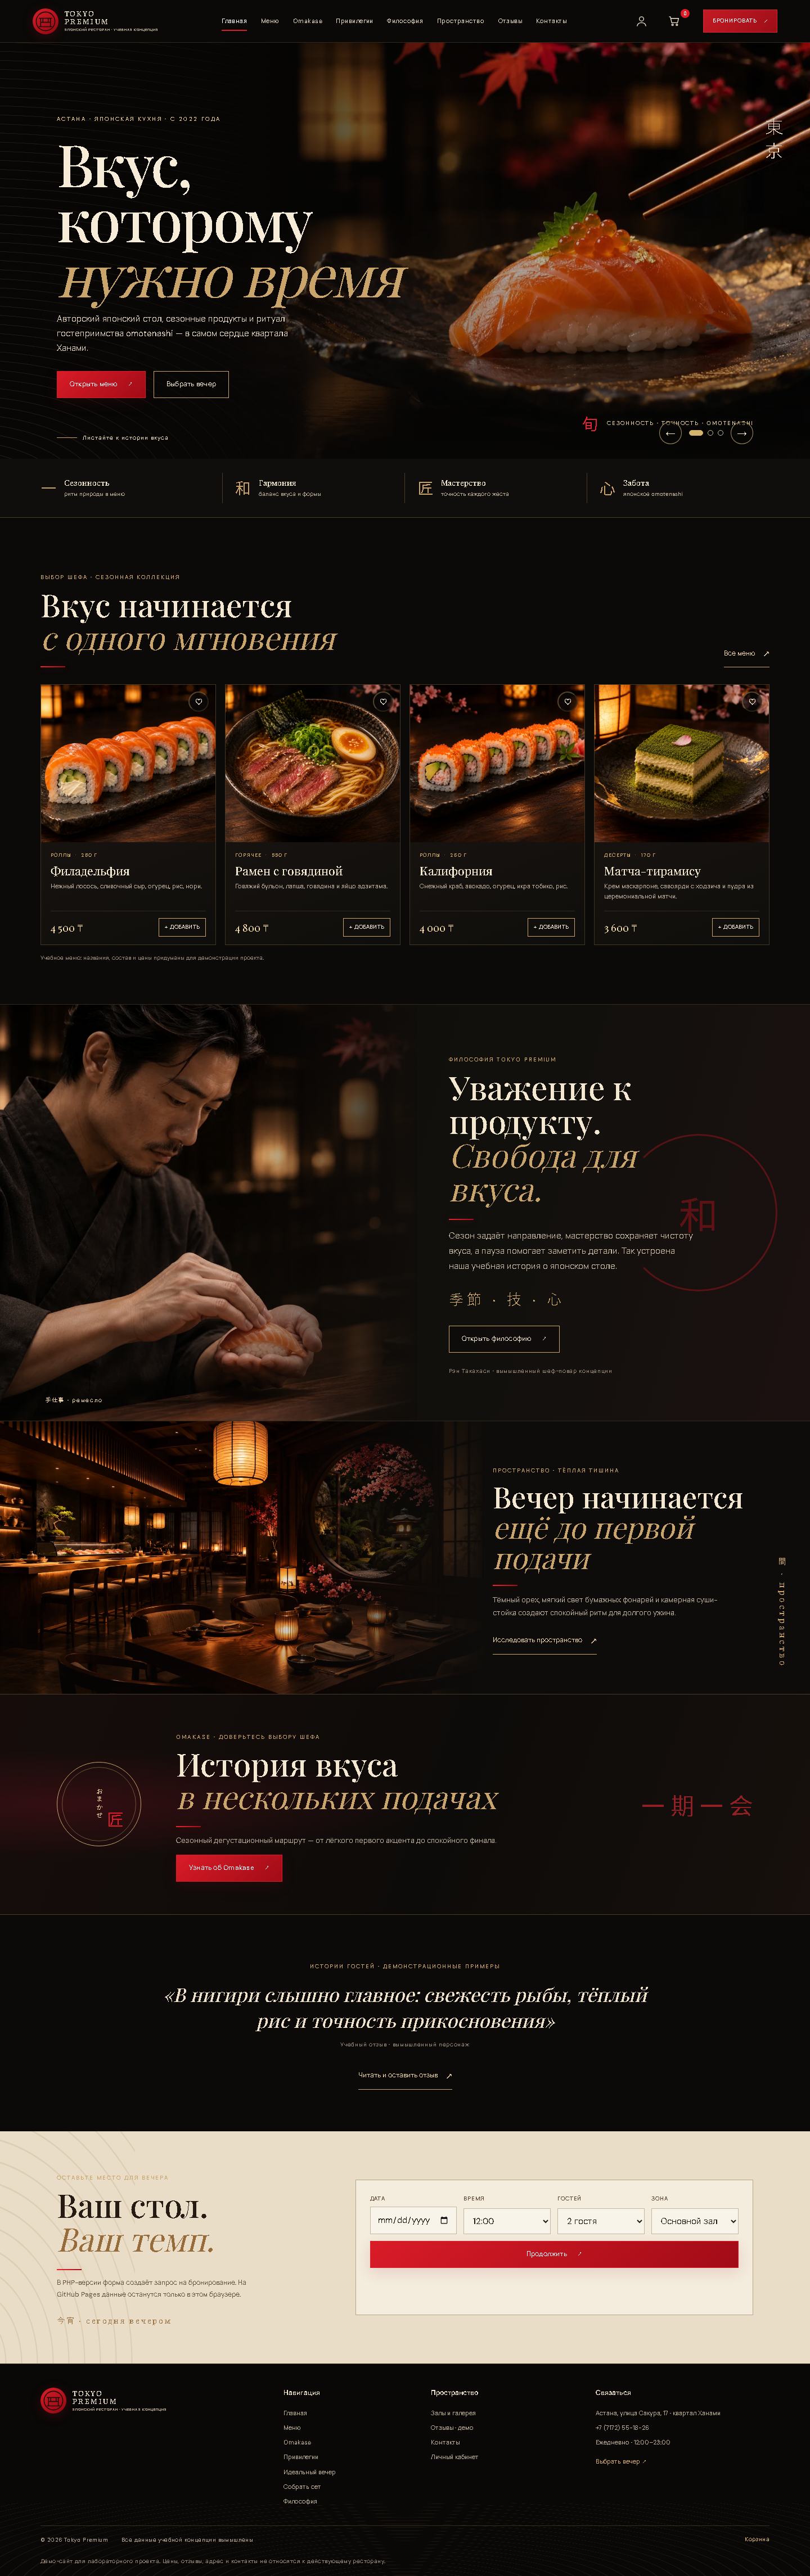 TOKYO
PREMIUM
ЯПОНСКИЙ РЕСТОРАН · УЧЕБНАЯ КОНЦЕПЦИЯ
Главная
Меню
Omakase
Привилегии
Философия
Пространство
Отзывы
Контакты
0
БРОНИРОВАТЬ ↗
東京
АСТАНА · ЯПОНСКАЯ КУХНЯ · С 2022 ГОДА
Вкус,
которому
нужно время
Авторский японский стол, сезонные продукты и ритуал
гостеприимства omotenashi — в самом сердце квартала
Ханами.
Открыть меню ↗
Выбрать вечер
Листайте к истории вкуса
旬 СЕЗОННОСТЬ · ТОЧНОСТЬ · OMOTENASHI
← →
一 Сезонность
ритм природы в меню
和 Гармония
баланс вкуса и формы
匠 Мастерство
точность каждого жеста
心 Забота
японское omotenashi
ВЫБОР ШЕФА · СЕЗОННАЯ КОЛЛЕКЦИЯ
Вкус начинается
с одного мгновения
Все меню ↗
РОЛЛЫ · 280 Г
Филадельфия
Нежный лосось, сливочный сыр, огурец, рис, нори.
4 500 ₸
+ ДОБАВИТЬ
ГОРЯЧЕЕ · 550 Г
Рамен с говядиной
Говяжий бульон, лапша, говядина и яйцо адзитама.
4 800 ₸
+ ДОБАВИТЬ
РОЛЛЫ · 260 Г
Калифорния
Снежный краб, авокадо, огурец, икра тобико, рис.
4 000 ₸
+ ДОБАВИТЬ
ДЕСЕРТЫ · 170 Г
Матча-тирамису
Крем маскарпоне, савоярди с ходзича и пудра из
церемониальной матчи.
3 600 ₸
+ ДОБАВИТЬ
Учебное меню: названия, состав и цены придуманы для демонстрации проекта.
ФИЛОСОФИЯ TOKYO PREMIUM
Уважение к
продукту.
Свобода для
вкуса.
和
Сезон задаёт направление, мастерство сохраняет чистоту
вкуса, а пауза помогает заметить детали. Так устроена
наша учебная история о японском столе.
季節 · 技 · 心
Открыть философию ↗
Рэн Такахаси · вымышленный шеф-повар концепции
手仕事 · ремесло
ПРОСТРАНСТВО · ТЁПЛАЯ ТИШИНА
Вечер начинается
ещё до первой
подачи
Тёмный орех, мягкий свет бумажных фонарей и камерная суши-
стойка создают спокойный ритм для долгого ужина.
Исследовать пространство ↗
間 · пространство
OMAKASE · ДОВЕРЬТЕСЬ ВЫБОРУ ШЕФА
История вкуса
в нескольких подачах
おまかせ
匠
一期一会
Сезонный дегустационный маршрут — от лёгкого первого акцента до спокойного финала.
Узнать об Omakase ↗
ИСТОРИИ ГОСТЕЙ · ДЕМОНСТРАЦИОННЫЕ ПРИМЕРЫ
«В нигири слышно главное: свежесть рыбы, тёплый
рис и точность прикосновения»
Учебный отзыв · вымышленный персонаж
Читать и оставить отзыв ↗
ОСТАВЬТЕ МЕСТО ДЛЯ ВЕЧЕРА
Ваш стол.
Ваш темп.
В PHP-версии форма создаёт запрос на бронирование. На
GitHub Pages данные останутся только в этом браузере.
今宵 · сегодня вечером
ДАТА
ВРЕМЯ
ГОСТЕЙ
ЗОНА
mm/dd/yyyy
12:00
2 гостя
Основной зал
Продолжить ↗
TOKYO
PREMIUM
ЯПОНСКИЙ РЕСТОРАН · УЧЕБНАЯ КОНЦЕПЦИЯ
Навигация
Главная
Меню
Omakase
Привилегии
Идеальный вечер
Собрать сет
Философия
Пространство
Залы и галерея
Отзывы · демо
Контакты
Личный кабинет
Связаться
Астана, улица Сакура, 17 · квартал Ханами
+7 (7172) 55-18-26
Ежедневно · 12:00–23:00
Выбрать вечер ↗
© 2026 Tokyo Premium
Все данные учебной концепции вымышлены
Корзина
Демо-сайт для лабораторного проекта. Цены, отзывы, адрес и контакты не относятся к действующему ресторану.